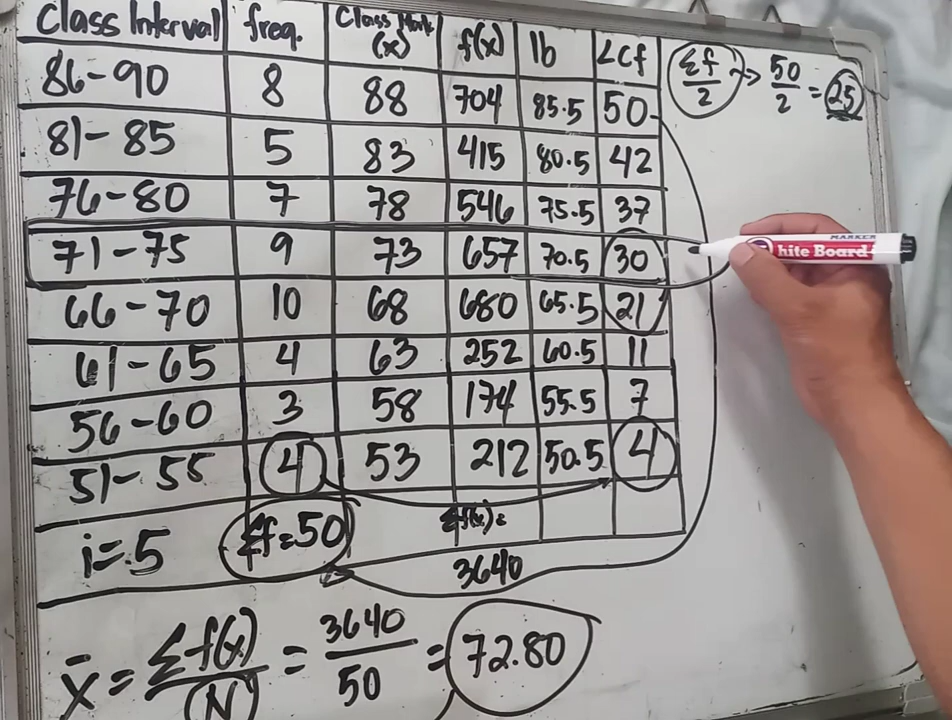 Class Interval freq. Class Mark (x) f(x) lb <cf
86-90 8 88 704 85.5 50
81-85 5 83 415 80.5 42
76-80 7 78 546 75.5 37
71-75 9 73 657 70.5 30
66-70 10 68 680 65.5 21
61-65 4 63 252 60.5 11
56-60 3 58 174 55.5 7
51-55 4 53 212 50.5 4
i=5 Σf=50 Σf(x)=
3640
x̄ = Σf(x)/(N) = 3640/50 = 72.80
Σf/2 → 50/2 = 25
MARKER
hite Board